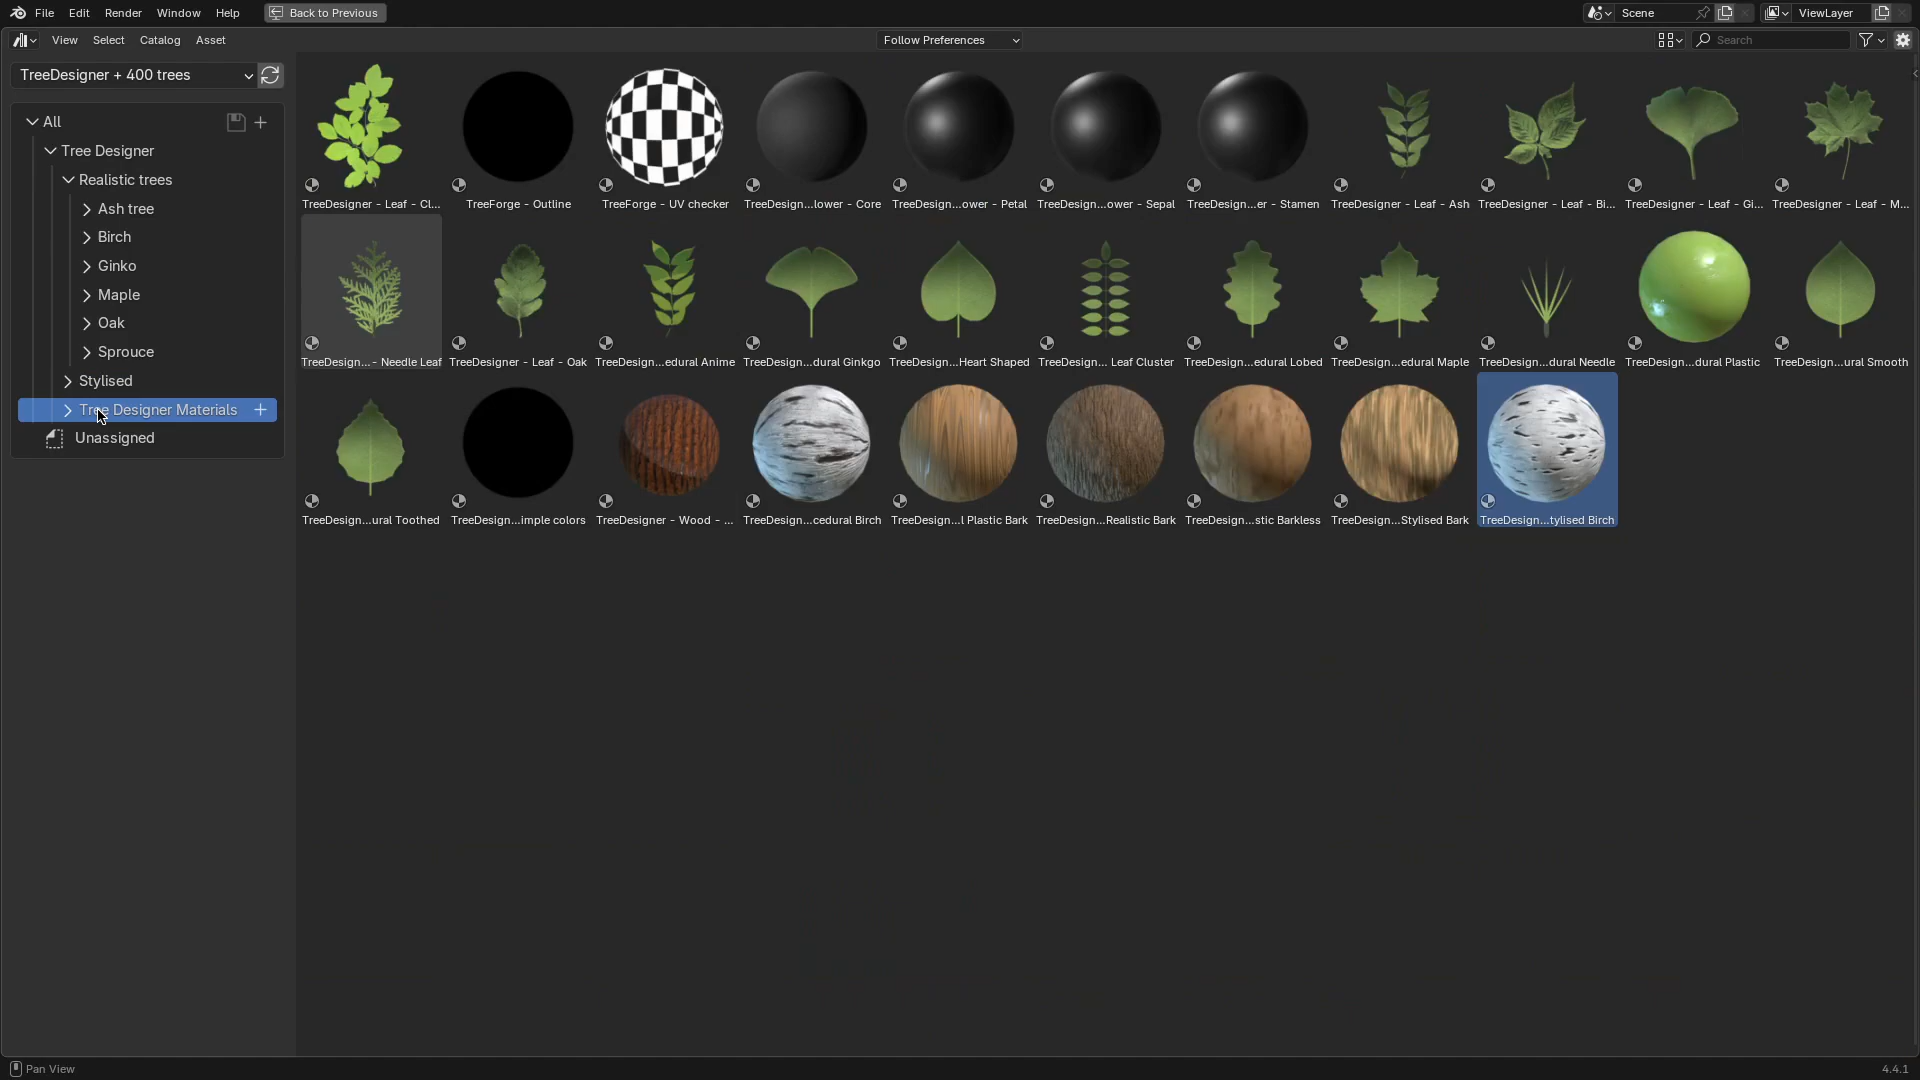 File Edit Render Window Help Back to Previous Scene ViewLayer
View Select Catalog Asset Follow Preferences Search
TreeDesigner + 400 trees
All
Tree Designer
Realistic trees
Ash tree
Birch
Ginko
Maple
Oak
Sprouce
Stylised
Tree Designer Materials
Unassigned
TreeDesigner - Leaf - Cl... TreeForge - Outline TreeForge - UV checker TreeDesign...lower - Core TreeDesign...ower - Petal TreeDesign...ower - Sepal TreeDesign...er - Stamen TreeDesigner - Leaf - Ash TreeDesigner - Leaf - Bi... TreeDesigner - Leaf - Gi... TreeDesigner - Leaf - M...
TreeDesign... - Needle Leaf TreeDesigner - Leaf - Oak TreeDesign...edural Anime TreeDesign...dural Ginkgo TreeDesign...Heart Shaped TreeDesign... Leaf Cluster TreeDesign...edural Lobed TreeDesign...edural Maple TreeDesign...dural Needle TreeDesign...dural Plastic TreeDesign...ural Smooth
TreeDesign...ural Toothed TreeDesign...imple colors TreeDesigner - Wood - ... TreeDesign...cedural Birch TreeDesign...l Plastic Bark TreeDesign...Realistic Bark TreeDesign...stic Barkless TreeDesign...Stylised Bark TreeDesign...tylised Birch
Pan View 4.4.1